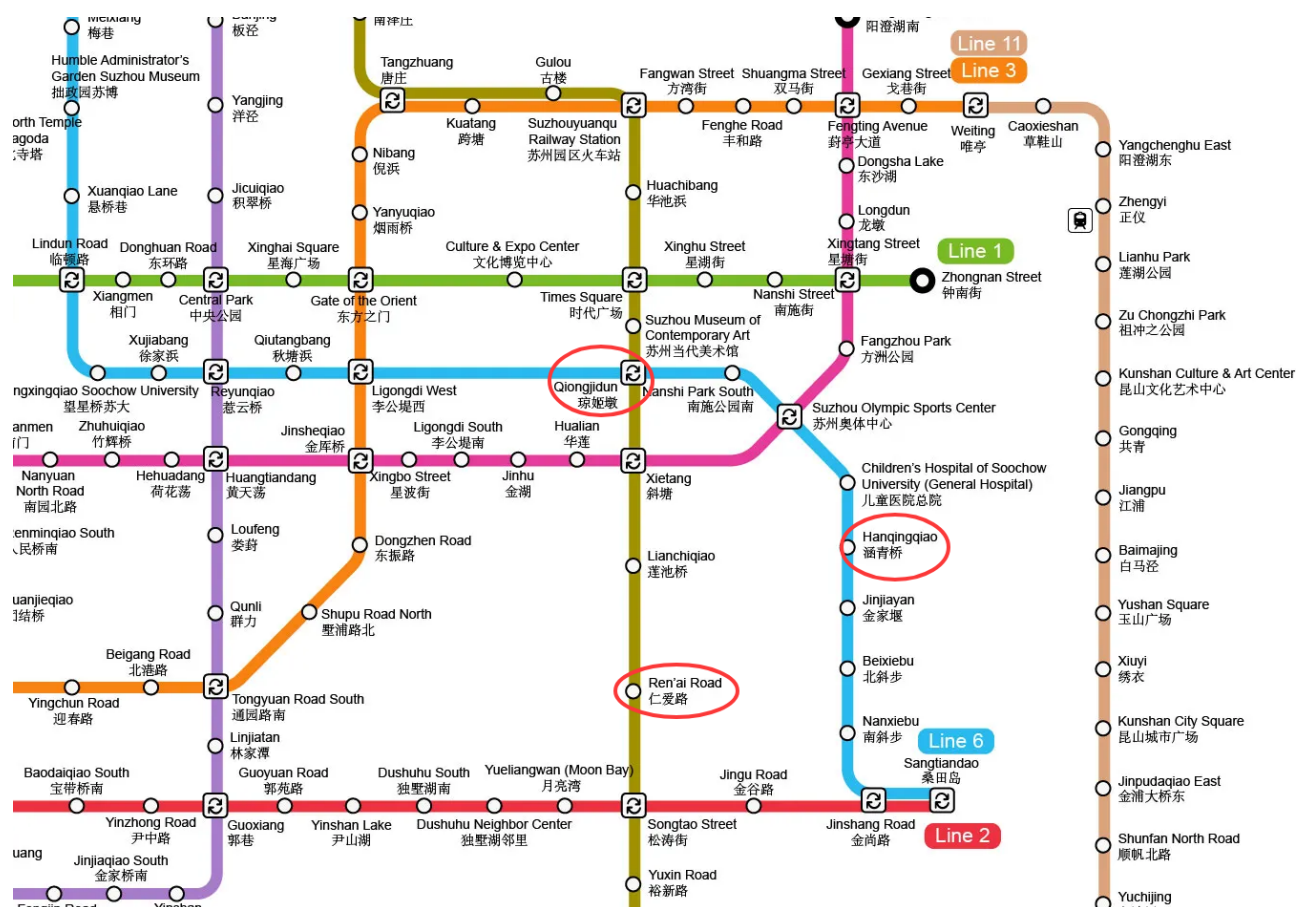 Meixiang
梅巷
板泾
南泽庄
阳澄湖南
Line 11
Line 3
Humble Administrator's
Garden Suzhou Museum
拙政园苏博
Yangjing
洋泾
Tangzhuang
唐庄
Gulou
古楼
Kuatang
跨塘
Suzhouyuanqu
Railway Station
苏州园区火车站
Fangwan Street
方湾街
Shuangma Street
双马街
Gexiang Street
戈巷街
Fenghe Road
丰和路
Fengting Avenue
葑亭大道
Weiting
唯亭
Caoxieshan
草鞋山
Yangchenghu East
阳澄湖东
orth Temple
agoda
寺塔
Nibang
倪浜
Dongsha Lake
东沙湖
Xuanqiao Lane
悬桥巷
Jicuiqiao
积翠桥
Yanyuqiao
烟雨桥
Huachibang
华池浜
Longdun
龙墩
Zhengyi
正仪
Lindun Road
临顿路
Donghuan Road
东环路
Xinghai Square
星海广场
Culture & Expo Center
文化博览中心
Xinghu Street
星湖街
Xingtang Street
星塘街
Line 1
Zhongnan Street
钟南街
Lianhu Park
莲湖公园
Xiangmen
相门
Central Park
中央公园
Gate of the Orient
东方之门
Times Square
时代广场
Nanshi Street
南施街
Zu Chongzhi Park
祖冲之公园
Xujiabang
徐家浜
Qiutangbang
秋塘浜
Suzhou Museum of
Contemporary Art
苏州当代美术馆
Fangzhou Park
方洲公园
ngxingqiao Soochow University
望星桥苏大
Reyunqiao
惹云桥
Ligongdi West
李公堤西
Qiongjidun
琼姬墩
Nanshi Park South
南施公园南
Kunshan Culture & Art Center
昆山文化艺术中心
Suzhou Olympic Sports Center
苏州奥体中心
anmen
门
Zhuhuiqiao
竹辉桥
Jinsheqiao
金厍桥
Ligongdi South
李公堤南
Hualian
华莲
Gongqing
共青
Nanyuan
North Road
南园北路
Hehuadang
荷花荡
Huangtiandang
黄天荡
Xingbo Street
星波街
Jinhu
金湖
Xietang
斜塘
Children's Hospital of Soochow
University (General Hospital)
儿童医院总院
Jiangpu
江浦
enminqiao South
人民桥南
Loufeng
娄葑
Dongzhen Road
东振路
Lianchiqiao
莲池桥
Hanqingqiao
涵青桥
Baimajing
白马泾
uanjieqiao
团结桥
Qunli
群力
Shupu Road North
墅浦路北
Jinjiayan
金家堰
Yushan Square
玉山广场
Beigang Road
北港路
Yingchun Road
迎春路
Tongyuan Road South
通园路南
Ren'ai Road
仁爱路
Beixiebu
北斜步
Xiuyi
绣衣
Linjiatan
林家潭
Nanxiebu
南斜步
Line 6
Sangtiandao
桑田岛
Kunshan City Square
昆山城市广场
Baodaiqiao South
宝带桥南
Guoyuan Road
郭苑路
Dushuhu South
独墅湖南
Yueliangwan (Moon Bay)
月亮湾
Jingu Road
金谷路
Jinpudaqiao East
金浦大桥东
Yinzhong Road
尹中路
Guoxiang
郭巷
Yinshan Lake
尹山湖
Dushuhu Neighbor Center
独墅湖邻里
Songtao Street
松涛街
Jinshang Road
金尚路
Line 2
Shunfan North Road
顺帆北路
uang
Jinjiaqiao South
金家桥南
Yuxin Road
裕新路
Yuchijing